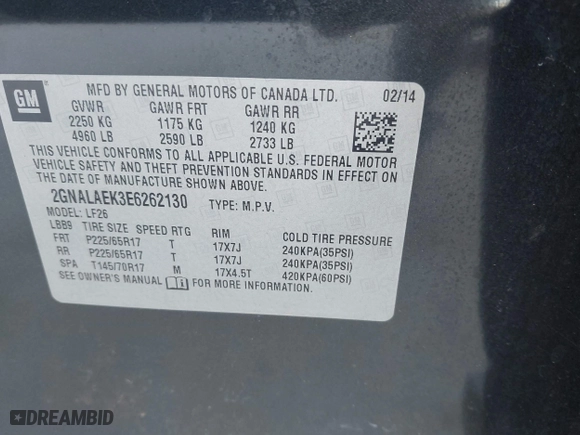 GM
MFD BY GENERAL MOTORS OF CANADA LTD. 02/14
GVWR GAWR FRT GAWR RR
2250 KG 1175 KG 1240 KG
4960 LB 2590 LB 2733 LB
THIS VEHICLE CONFORMS TO ALL APPLICABLE U.S. FEDERAL MOTOR
VEHICLE SAFETY AND THEFT PREVENTION STANDARDS IN EFFECT ON
THE DATE OF MANUFACTURE SHOWN ABOVE.
2GNALAEK3E6262130 TYPE: M.P.V.
MODEL: LF26
LBB9 TIRE SIZE SPEED RTG RIM COLD TIRE PRESSURE
FRT P225/65R17 T 17X7J 240KPA(35PSI)
RR P225/65R17 T 17X7J 240KPA(35PSI)
SPA T145/70R17 M 17X4.5T 420KPA(60PSI)
SEE OWNER'S MANUAL FOR MORE INFORMATION.
DREAMBID